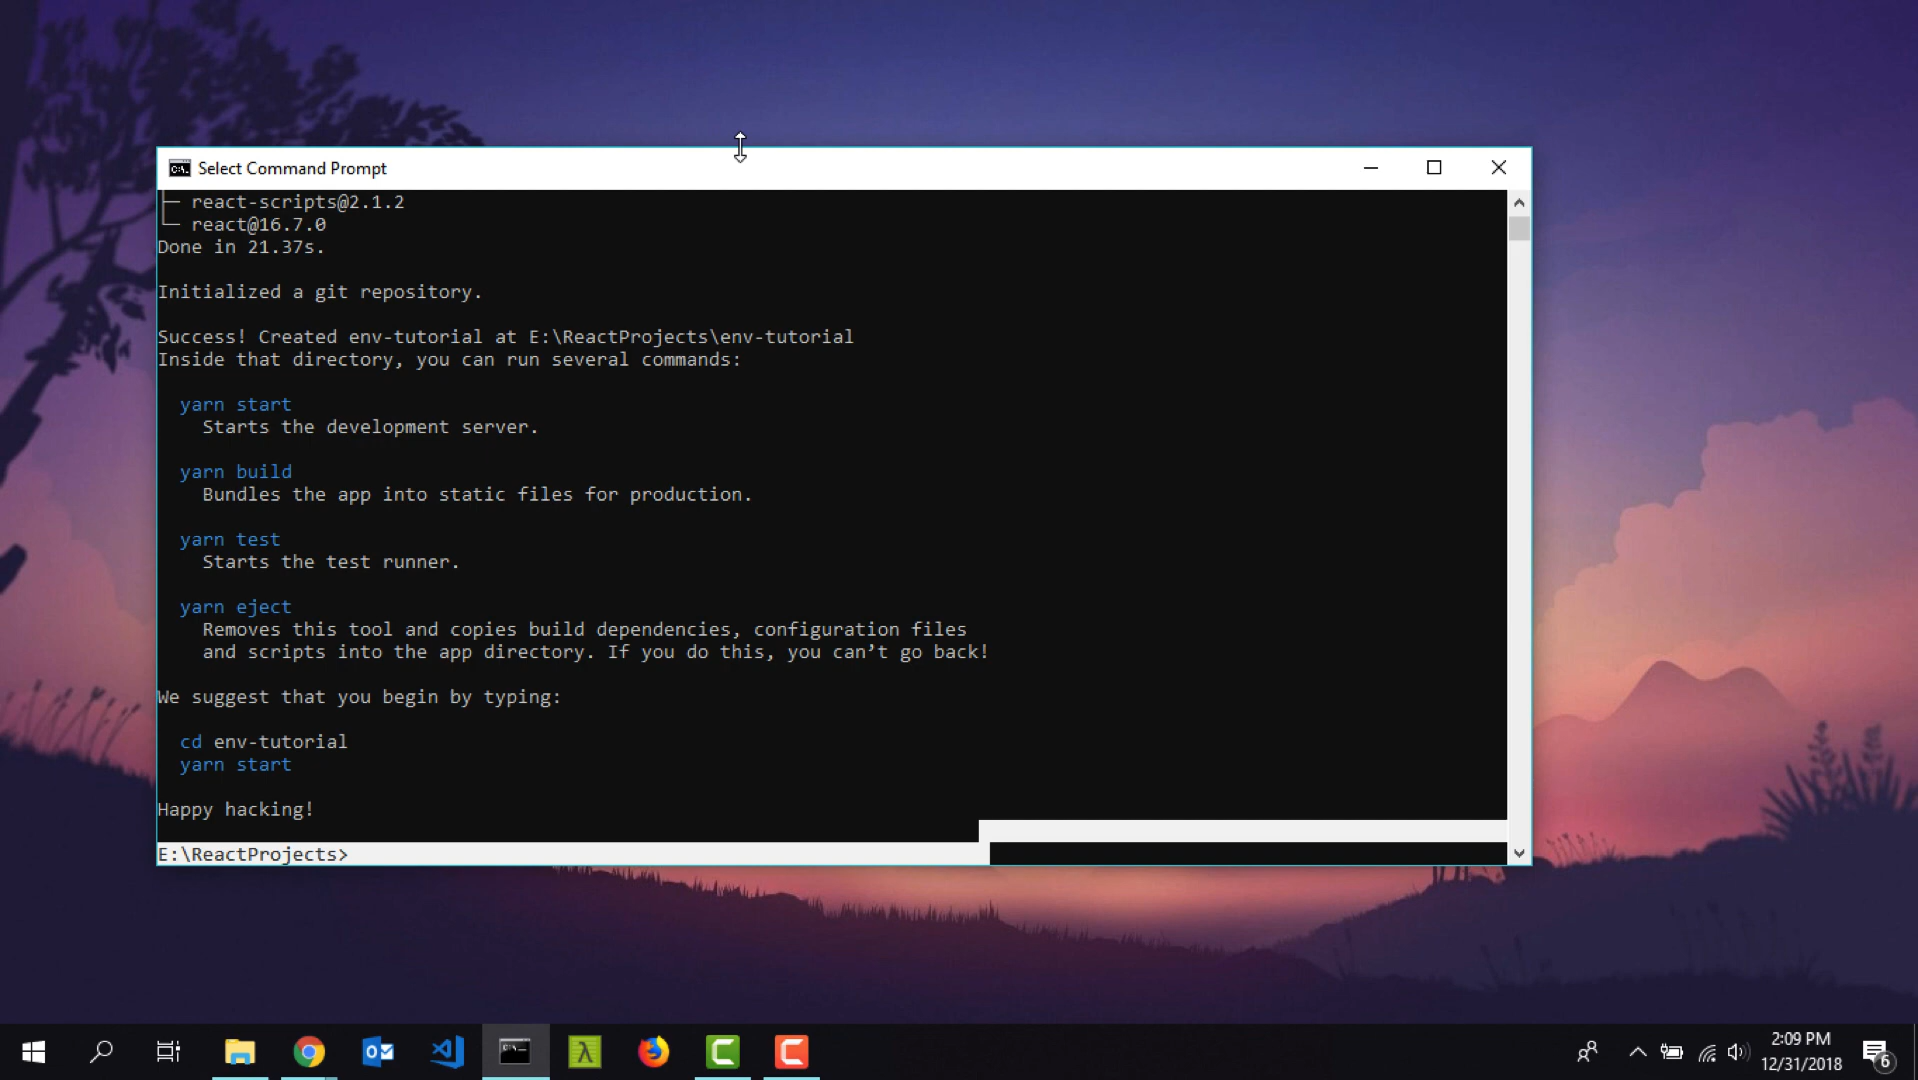 Select Command Prompt
├─ react-scripts@2.1.2
└─ react@16.7.0
Done in 21.37s.
Initialized a git repository.
Success! Created env-tutorial at E:\ReactProjects\env-tutorial
Inside that directory, you can run several commands:
yarn start
Starts the development server.
yarn build
Bundles the app into static files for production.
yarn test
Starts the test runner.
yarn eject
Removes this tool and copies build dependencies, configuration files
and scripts into the app directory. If you do this, you can’t go back!
We suggest that you begin by typing:
cd env-tutorial
yarn start
Happy hacking!
E:\ReactProjects>
2:09 PM
12/31/2018
6